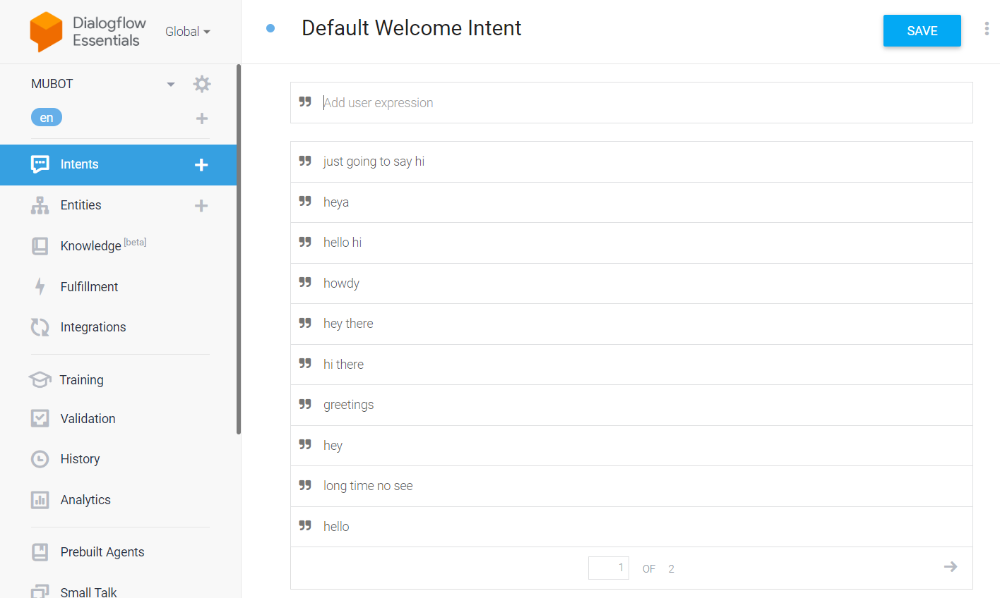 Dialogflow
Essentials
Global
Default Welcome Intent
SAVE
MUBOT
en
Intents
Entities
Knowledge [beta]
Fulfillment
Integrations
Training
Validation
History
Analytics
Prebuilt Agents
Small Talk
Add user expression
just going to say hi
heya
hello hi
howdy
hey there
hi there
greetings
hey
long time no see
hello
1 OF 2